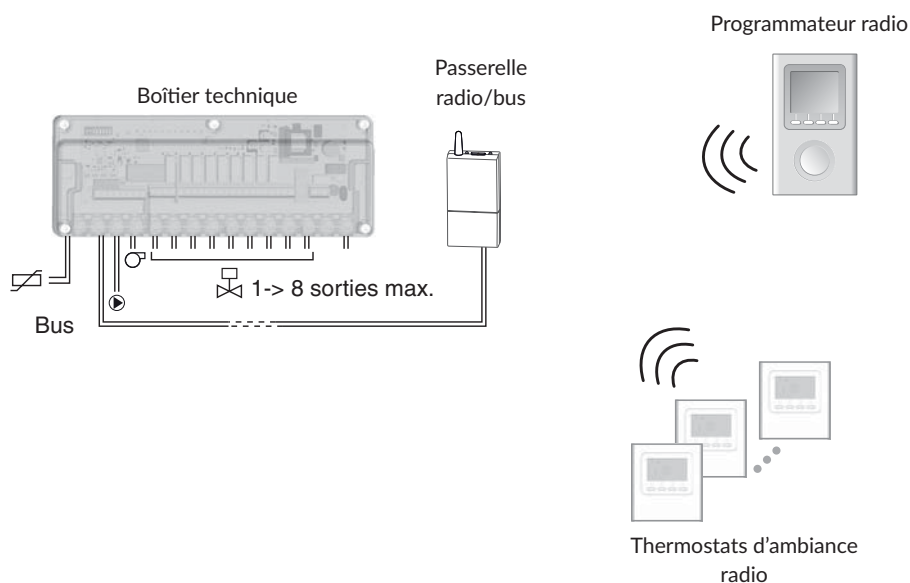 Programmateur radio
Passerelle
radio/bus
Boîtier technique
1-> 8 sorties max.
Bus
Thermostats d'ambiance
radio